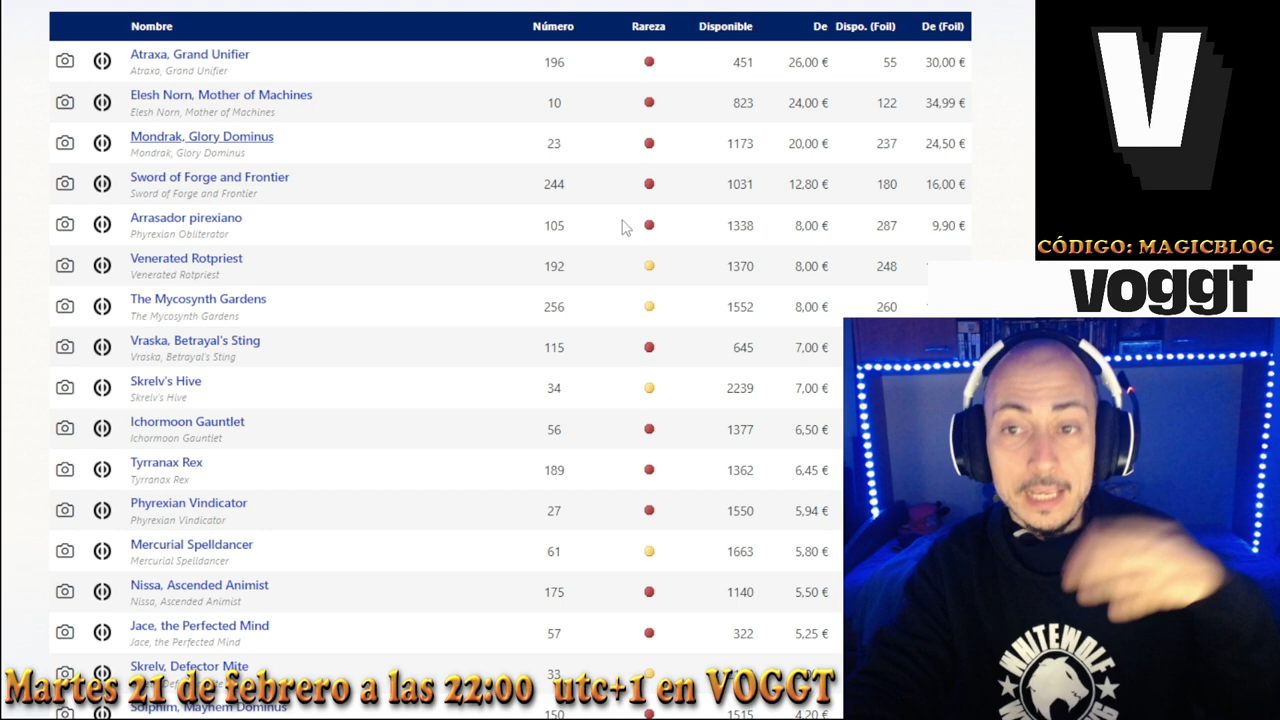 Nombre Número Rareza Disponible De Dispo. (Foil) De (Foil)
Atraxa, Grand Unifier 196 451 26,00 € 55 30,00 €
Atraxa, Grand Unifier
Elesh Norn, Mother of Machines 10 823 24,00 € 122 34,99 €
Elesh Norn, Mother of Machines
Mondrak, Glory Dominus 23 1173 20,00 € 237 24,50 €
Mondrak, Glory Dominus
Sword of Forge and Frontier 244 1031 12,80 € 180 16,00 €
Sword of Forge and Frontier
Arrasador pirexiano 105 1338 8,00 € 287 9,90 €
Phyrexian Obliterator
Venerated Rotpriest 192 1370 8,00 € 248
Venerated Rotpriest
The Mycosynth Gardens 256 1552 8,00 € 260
The Mycosynth Gardens
Vraska, Betrayal's Sting 115 645 7,00 €
Vraska, Betrayal's Sting
Skrelv's Hive 34 2239 7,00 €
Skrelv's Hive
Ichormoon Gauntlet 56 1377 6,50 €
Ichormoon Gauntlet
Tyrranax Rex 189 1362 6,45 €
Tyrranax Rex
Phyrexian Vindicator 27 1550 5,94 €
Phyrexian Vindicator
Mercurial Spelldancer 61 1663 5,80 €
Mercurial Spelldancer
Nissa, Ascended Animist 175 1140 5,50 €
Nissa, Ascended Animist
Jace, the Perfected Mind 57 322 5,25 €
Jace, the Perfected Mind
Skrelv, Defector Mite 33
Solphim, Mayhem Dominus 150 1515 4,20 €
Martes 21 de febrero a las 22:00 utc+1 en VOGGT
V
CÓDIGO: MAGICBLOG
voggt
WHITEWOLF